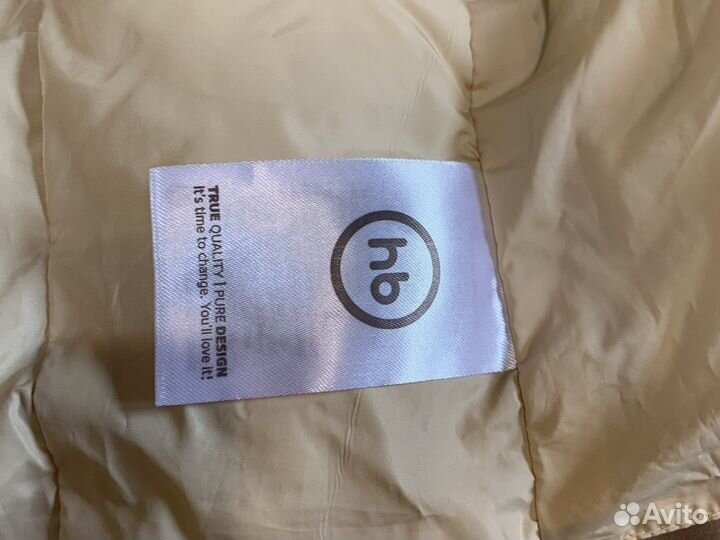 hb
TRUE QUALITY | PURE DESIGN
It's time to change. You'll love it!
Avito